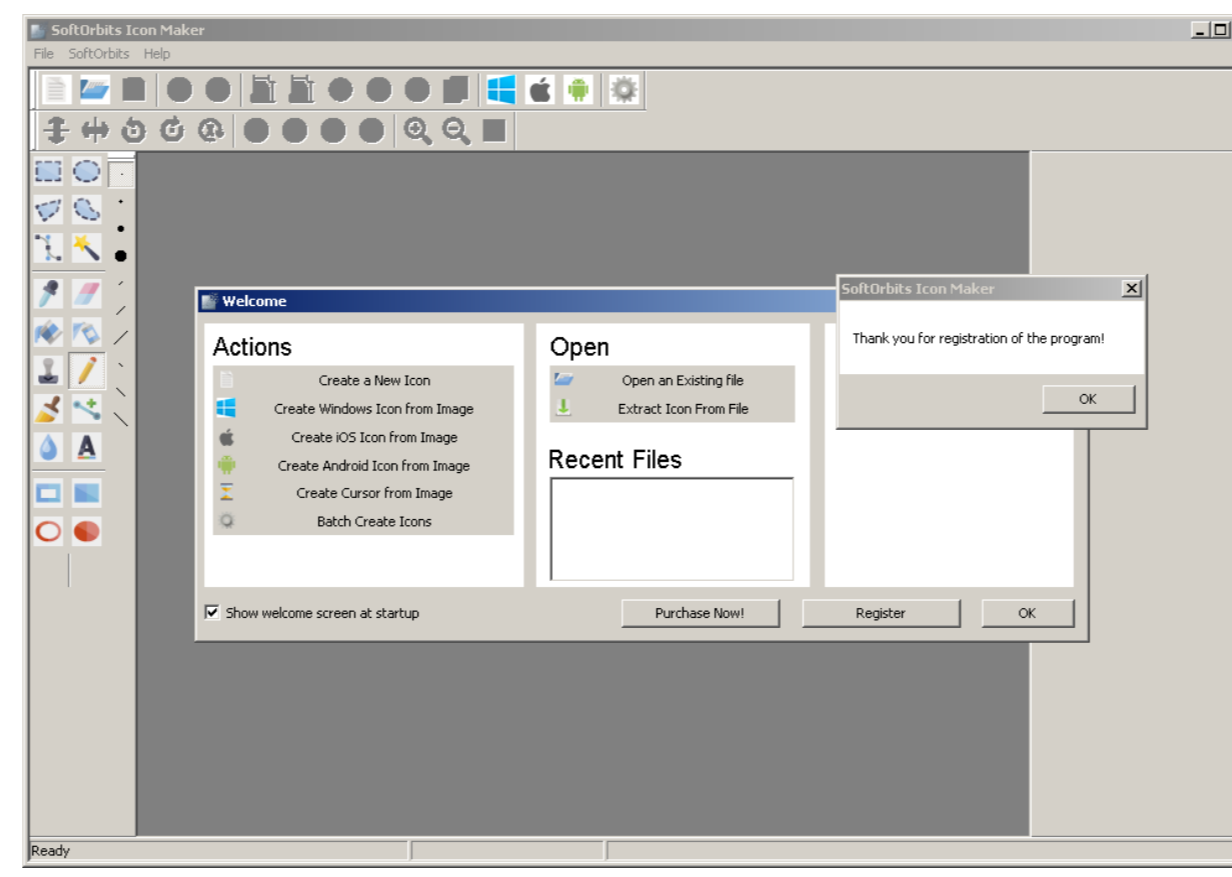 SoftOrbits Icon Maker
File SoftOrbits Help
Welcome
SoftOrbits Icon Maker
Thank you for registration of the program!
OK
Actions
Create a New Icon
Create Windows Icon from Image
Create iOS Icon from Image
Create Android Icon from Image
Create Cursor from Image
Batch Create Icons
Open
Open an Existing file
Extract Icon From File
Recent Files
Show welcome screen at startup
Purchase Now!
Register
OK
Ready